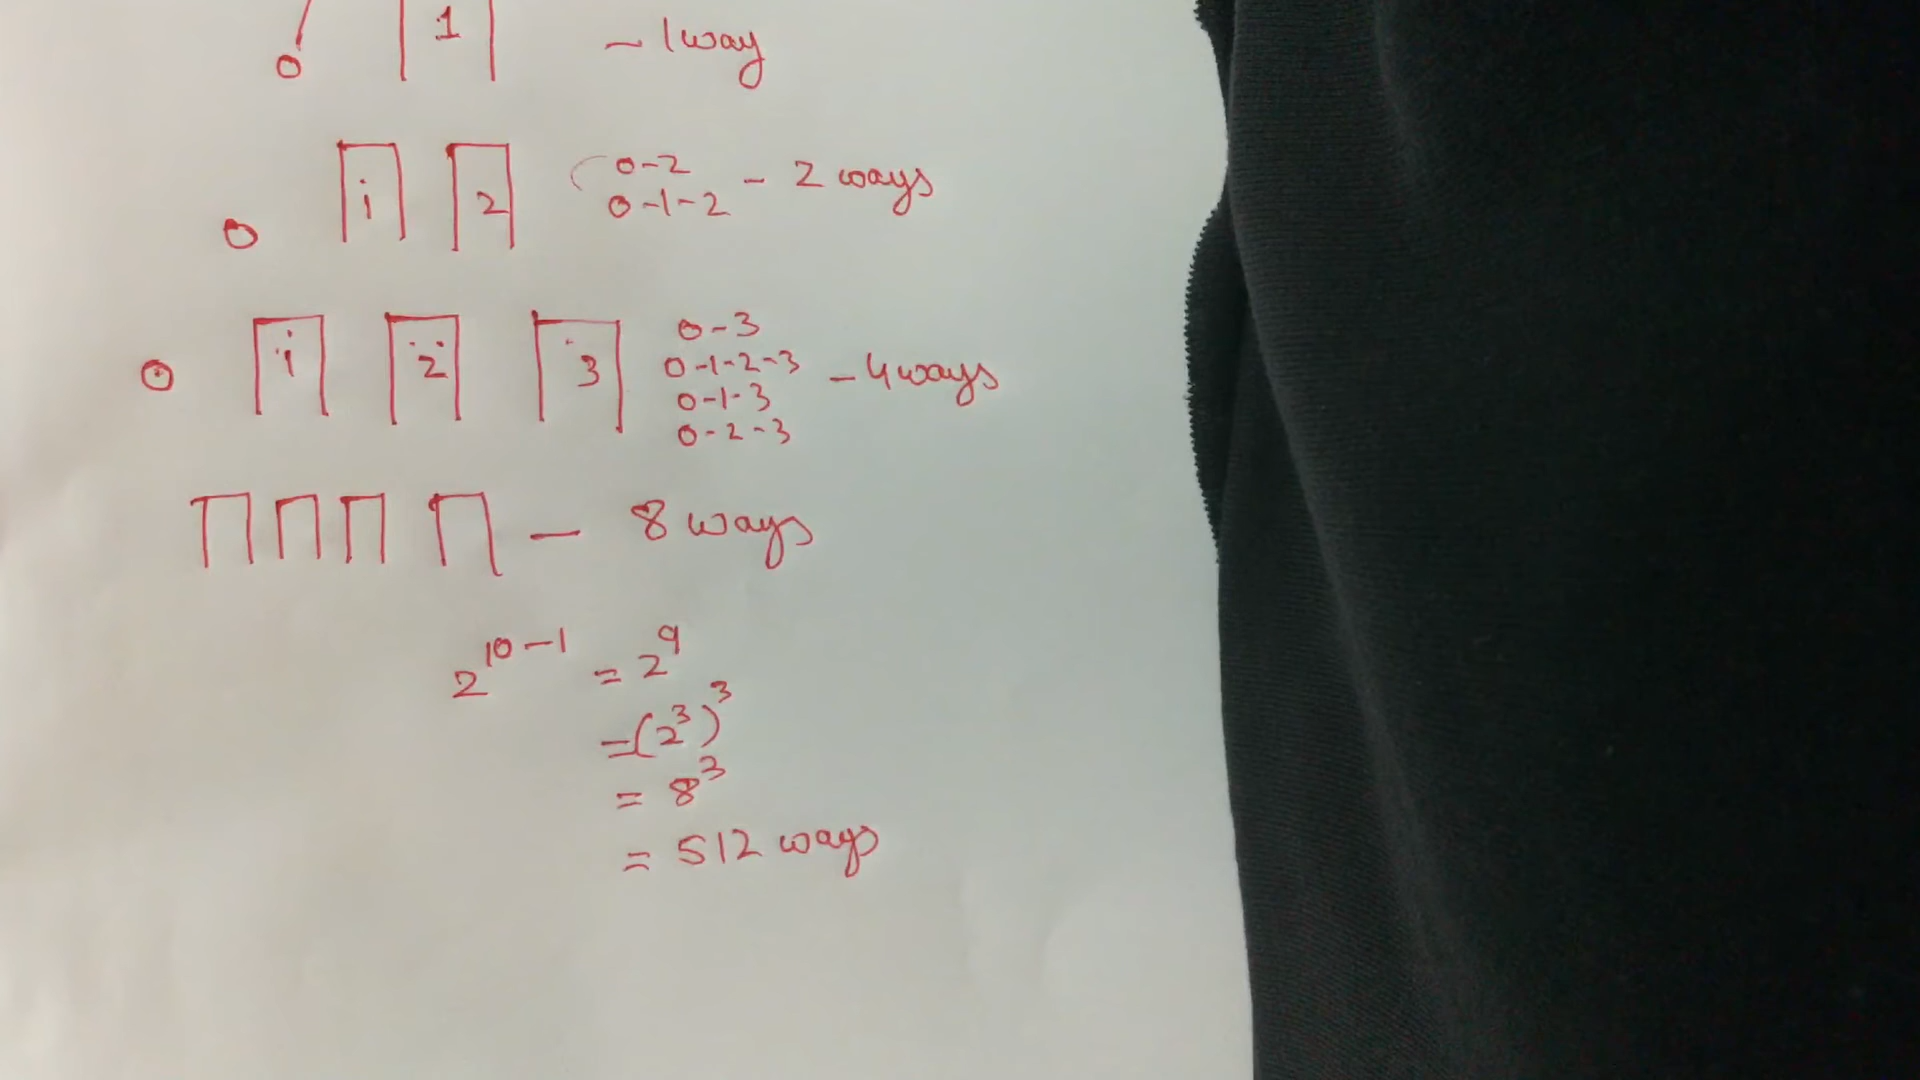 0 1 - 1 way
0 1 2 0-2 0-1-2 - 2 ways
0 1 2 3 0-3 0-1-2-3 0-1-3 0-2-3 - 4 ways
- 8 ways
2^10-1 = 2^9
=(2^3)^3
= 8^3
= 512 ways